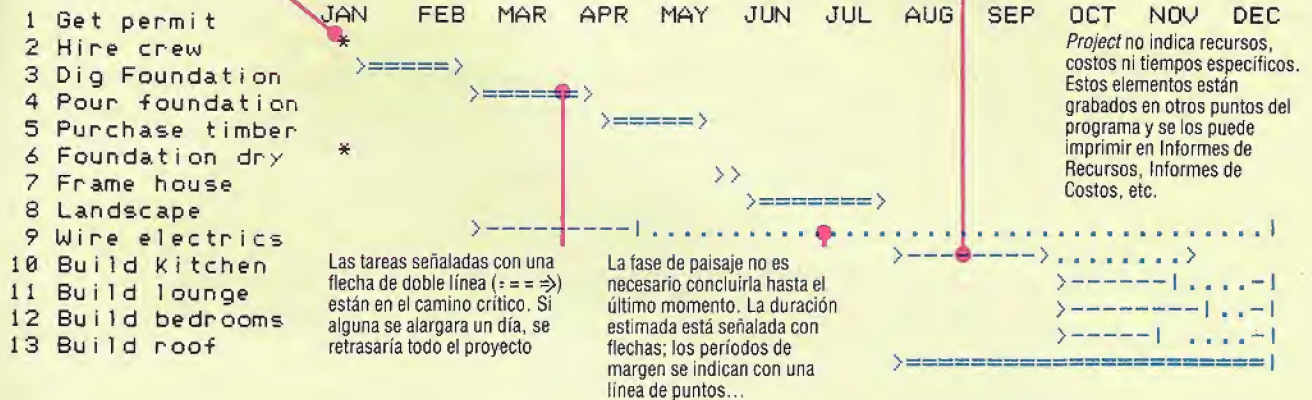 JAN FEB MAR APR MAY JUN JUL AUG SEP OCT NOV DEC
1 Get permit
2 Hire crew
3 Dig Foundation
4 Pour foundation
5 Purchase timber
6 Foundation dry
7 Frame house
8 Landscape
9 Wire electrics
10 Build Kitchen
11 Build lounge
12 Build bedrooms
13 Build roof
Project no indica recursos,
costos ni tiempos específicos.
Estos elementos están
grabados en otros puntos del
programa y se los puede
imprimir en Informes de
Recursos, Informes de
Costos, etc.
Las tareas señaladas con una
flecha de doble línea (: = = =>)
están en el camino crítico. Si
alguna se alargara un día, se
retrasaría todo el proyecto
La fase de paisaje no es
necesario concluirla hasta el
último momento. La duración
estimada está señalada con
flechas; los períodos de
margen se indican con una
línea de puntos...